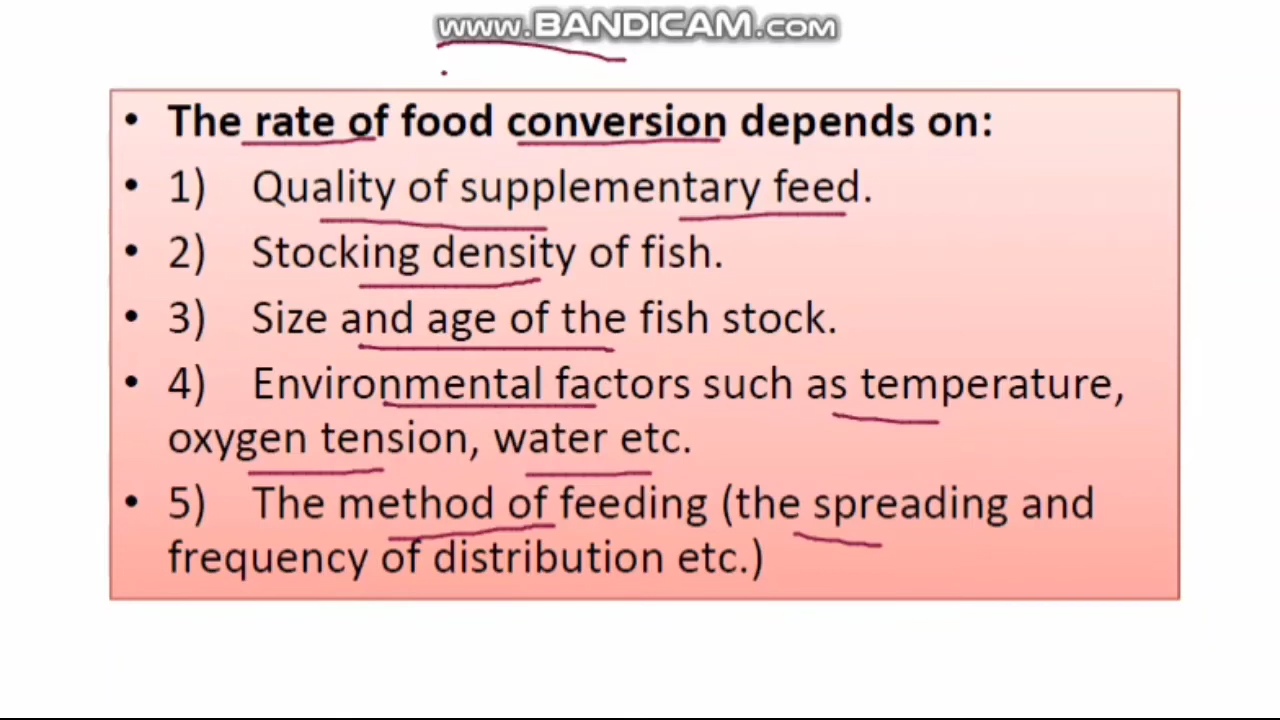 www.BANDICAM.com
• The rate of food conversion depends on:
• 1) Quality of supplementary feed.
• 2) Stocking density of fish.
• 3) Size and age of the fish stock.
• 4) Environmental factors such as temperature,
oxygen tension, water etc.
• 5) The method of feeding (the spreading and
frequency of distribution etc.)